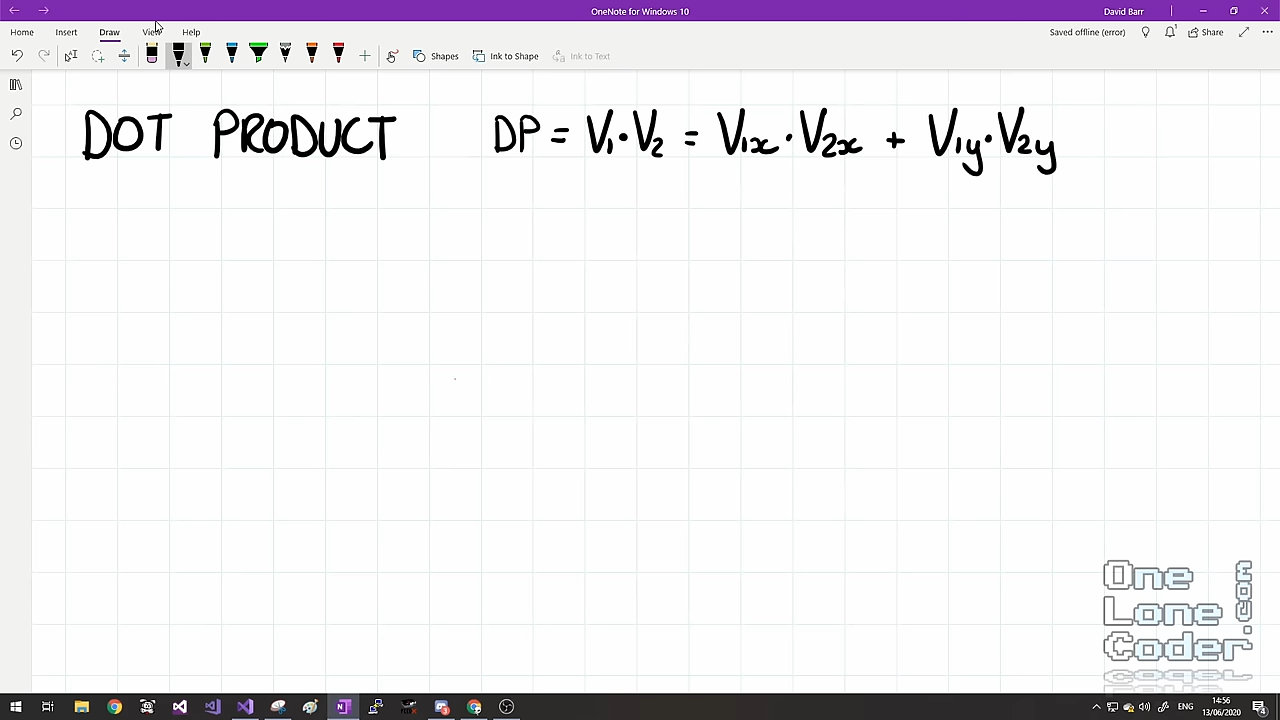 OneNote for Windows 10
David Barr
Home Insert Draw View Help
Saved offline (error) Share
Shapes Ink to Shape Ink to Text
DOT PRODUCT DP = V1·V2 = V1x·V2x + V1y·V2y
One
Lone
Coder
.com
ENG
14:56
13/06/2020